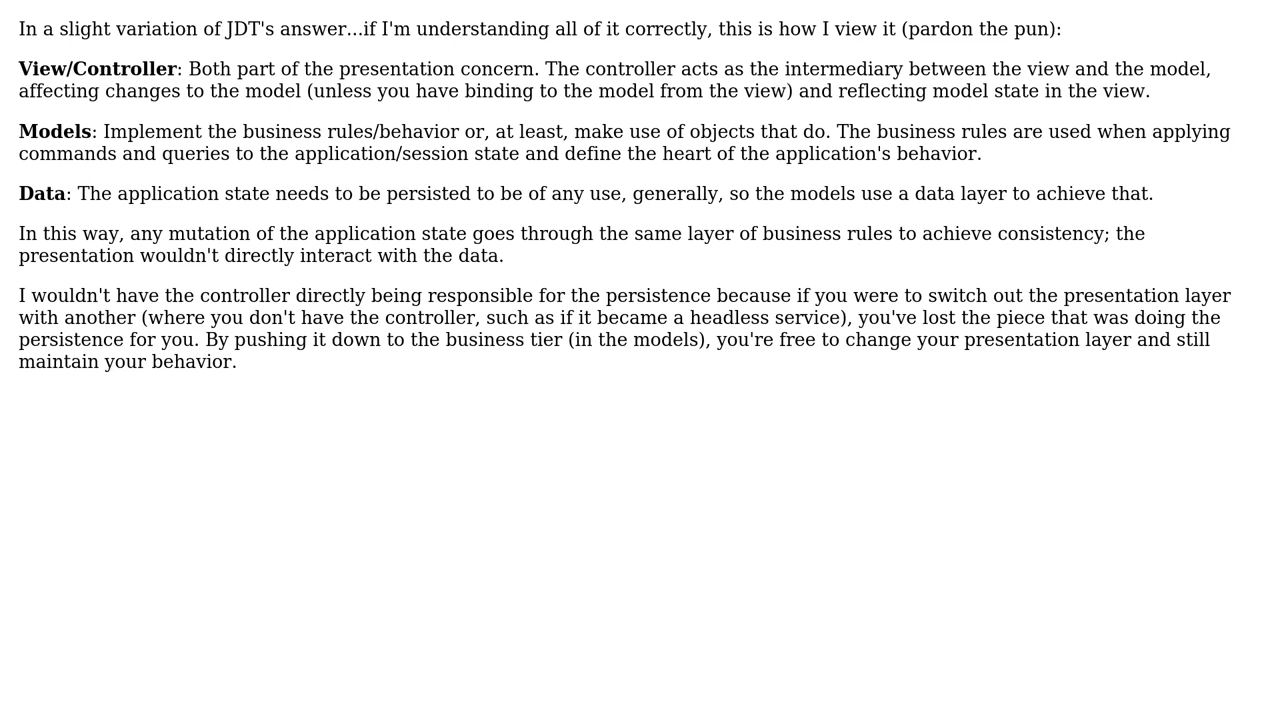 In a slight variation of JDT's answer...if I'm understanding all of it correctly, this is how I view it (pardon the pun):
View/Controller: Both part of the presentation concern. The controller acts as the intermediary between the view and the model,
affecting changes to the model (unless you have binding to the model from the view) and reflecting model state in the view.
Models: Implement the business rules/behavior or, at least, make use of objects that do. The business rules are used when applying
commands and queries to the application/session state and define the heart of the application's behavior.
Data: The application state needs to be persisted to be of any use, generally, so the models use a data layer to achieve that.
In this way, any mutation of the application state goes through the same layer of business rules to achieve consistency; the
presentation wouldn't directly interact with the data.
I wouldn't have the controller directly being responsible for the persistence because if you were to switch out the presentation layer
with another (where you don't have the controller, such as if it became a headless service), you've lost the piece that was doing the
persistence for you. By pushing it down to the business tier (in the models), you're free to change your presentation layer and still
maintain your behavior.